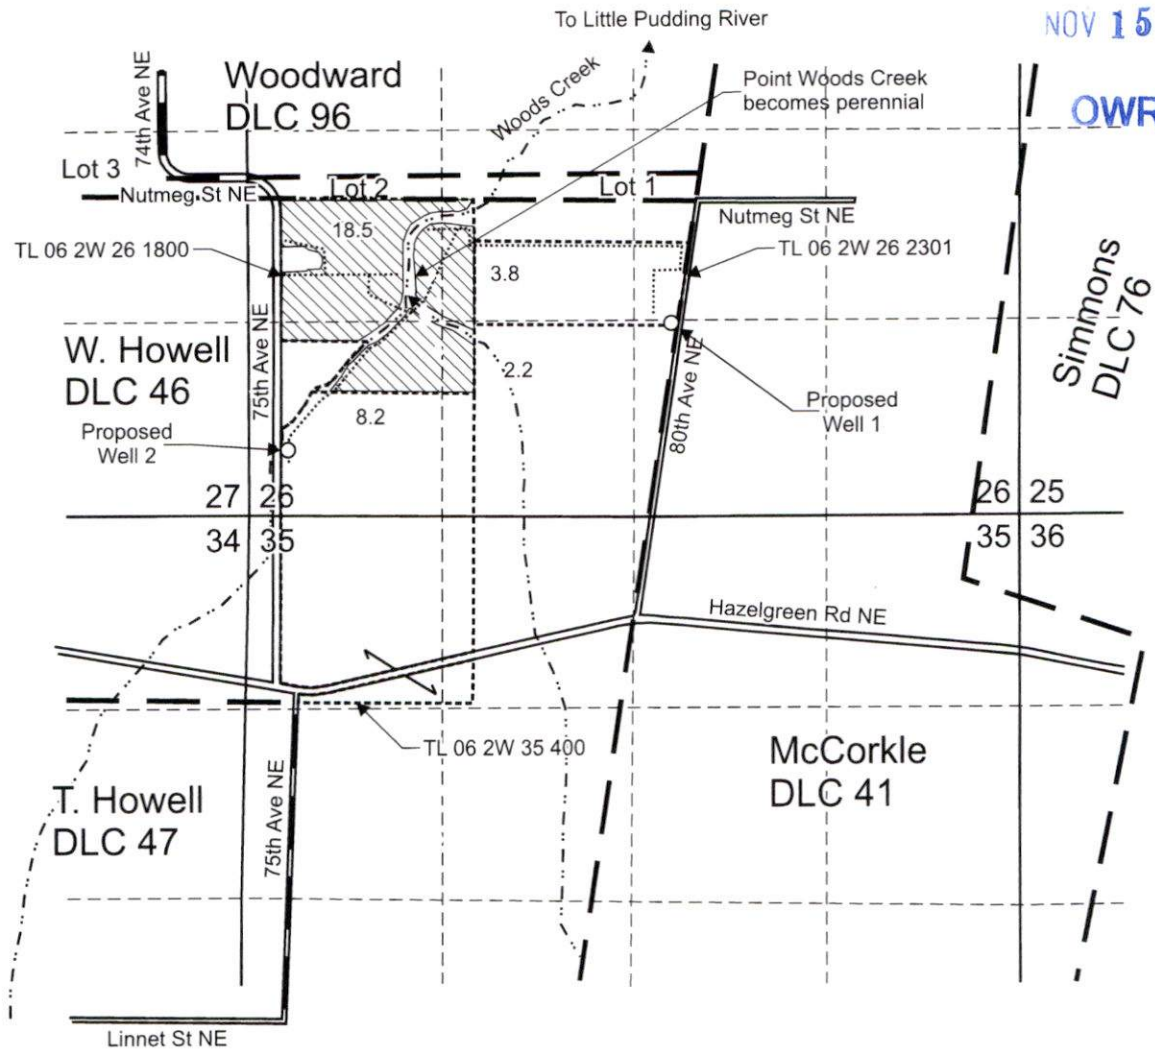 To Little Pudding River
NOV 15
OWR
74th Ave NE
Woodward
DLC 96
Woods Creek
Point Woods Creek
becomes perennial
Lot 3
Lot 2
Lot 1
Nutmeg St NE
Nutmeg St NE
18.5
TL 06 2W 26 1800
3.8
TL 06 2W 26 2301
Simmons
DLC 76
W. Howell
DLC 46
75th Ave NE
2.2
8.2
80th Ave NE
Proposed
Well 1
Proposed
Well 2
27 26
34 35
26 25
35 36
Hazelgreen Rd NE
TL 06 2W 35 400
McCorkle
DLC 41
T. Howell
DLC 47
75th Ave NE
Linnet St NE